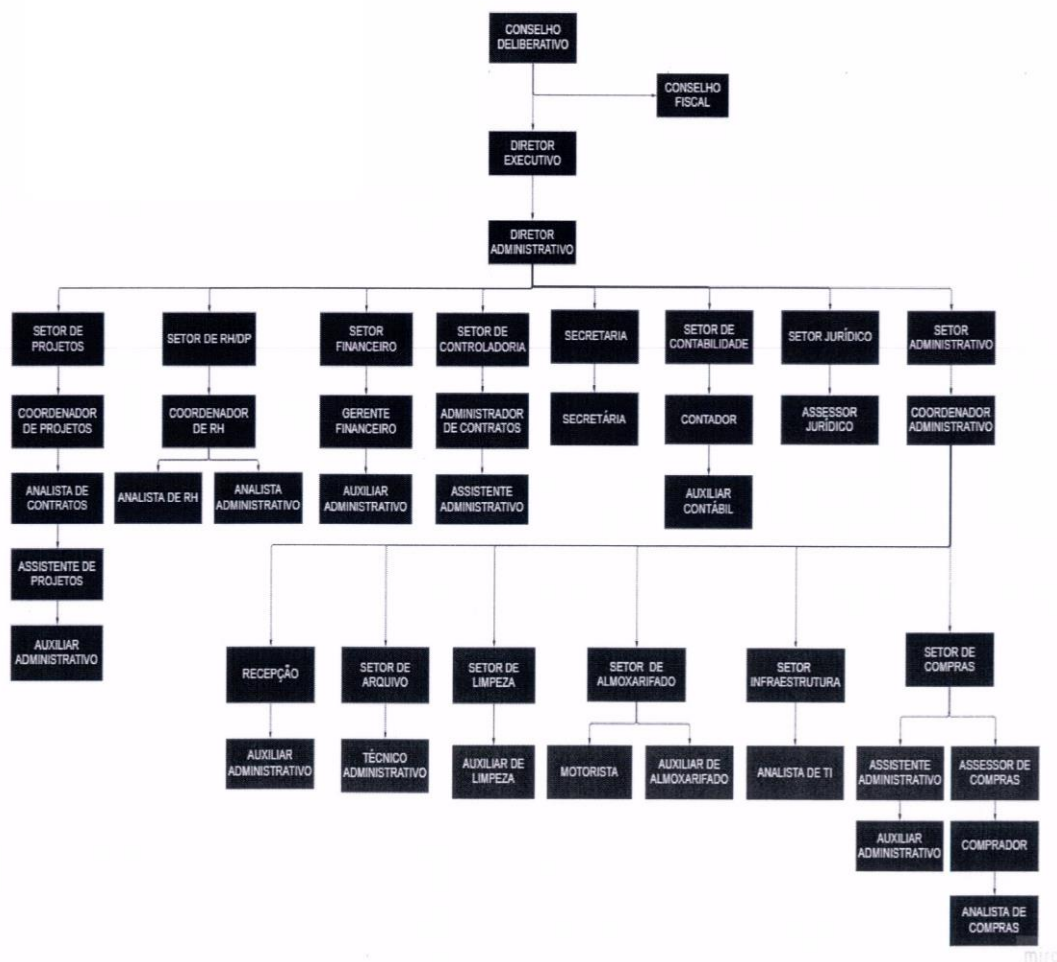 CONSELHO
DELIBERATIVO
CONSELHO
FISCAL
DIRETOR
EXECUTIVO
DIRETOR
ADMINISTRATIVO
SETOR DE
PROJETOS
SETOR DE RH/DP
SETOR
FINANCEIRO
SETOR DE
CONTROLADORIA
SECRETARIA
SETOR DE
CONTABILIDADE
SETOR JURÍDICO
SETOR
ADMINISTRATIVO
COORDENADOR
DE PROJETOS
COORDENADOR
DE RH
GERENTE
FINANCEIRO
ADMINISTRADOR
DE CONTRATOS
SECRETÁRIA
CONTADOR
ASSESSOR
JURÍDICO
COORDENADOR
ADMINISTRATIVO
ANALISTA DE
CONTRATOS
ANALISTA DE RH
ANALISTA
ADMINISTRATIVO
AUXILIAR
ADMINISTRATIVO
ASSISTENTE
ADMINISTRATIVO
AUXILIAR
CONTÁBIL
ASSISTENTE DE
PROJETOS
AUXILIAR
ADMINISTRATIVO
RECEPÇÃO
SETOR DE
ARQUIVO
SETOR DE
LIMPEZA
SETOR DE
ALMOXARIFADO
SETOR
INFRAESTRUTURA
SETOR DE
COMPRAS
AUXILIAR
ADMINISTRATIVO
TÉCNICO
ADMINISTRATIVO
AUXILIAR DE
LIMPEZA
MOTORISTA
AUXILIAR DE
ALMOXARIFADO
ANALISTA DE TI
ASSISTENTE
ADMINISTRATIVO
ASSESSOR DE
COMPRAS
AUXILIAR
ADMINISTRATIVO
COMPRADOR
ANALISTA DE
COMPRAS
miro